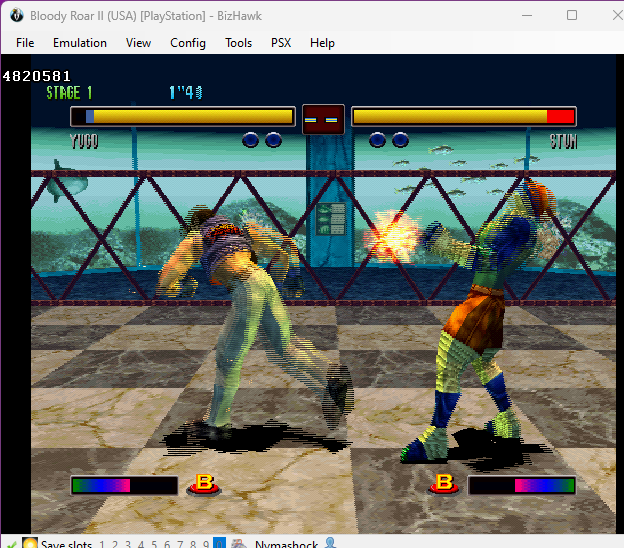 Bloody Roar II (USA) [PlayStation] - BizHawk
File Emulation View Config Tools PSX Help
4820581
STAGE 1 1"40
YUGO STUN
B B
Save slots 1 2 3 4 5 6 7 8 9 0 Nymashock